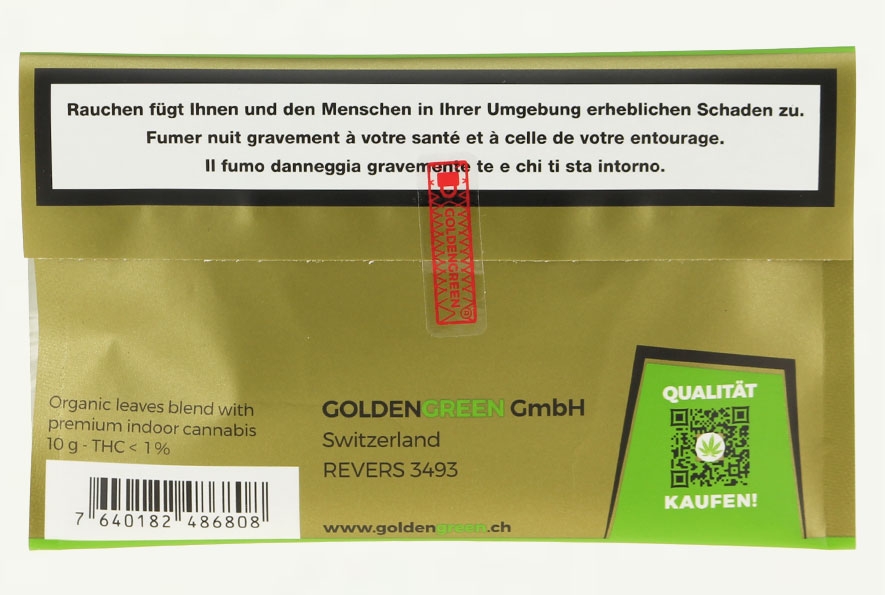 Rauchen fügt Ihnen und den Menschen in Ihrer Umgebung erheblichen Schaden zu.
Fumer nuit gravement à votre santé et à celle de votre entourage.
Il fumo danneggia gravemente te e chi ti sta intorno.
GOLDENGREEN®
Organic leaves blend with
premium indoor cannabis
10 g - THC < 1%
7 640182 486808
GOLDENGREEN GmbH
Switzerland
REVERS 3493
www.goldengreen.ch
QUALITÄT
KAUFEN!